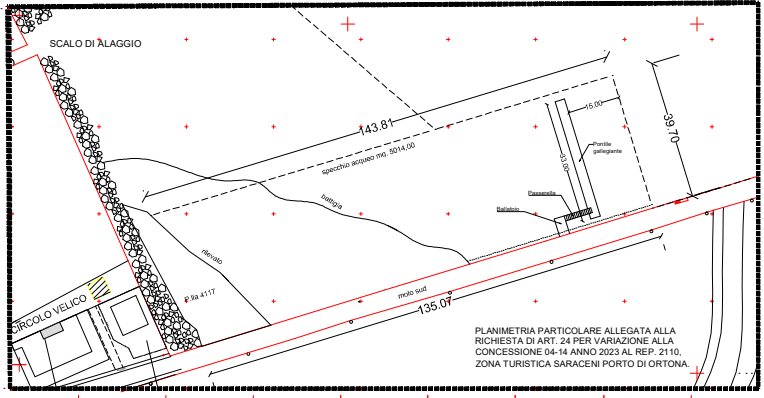 SCALO DI ALAGGIO
143.81
15.00
39.70
specchio acqueo mq. 5014,00
33.00
Pontile
gallegiante
battigia
Passerella
Ballatoio
rilevato
P.lla 4117
molo sud
135.07
CIRCOLO VELICO
PLANIMETRIA PARTICOLARE ALLEGATA ALLA
RICHIESTA DI ART. 24 PER VARIAZIONE ALLA
CONCESSIONE 04-14 ANNO 2023 AL REP. 2110,
ZONA TURISTICA SARACENI PORTO DI ORTONA.